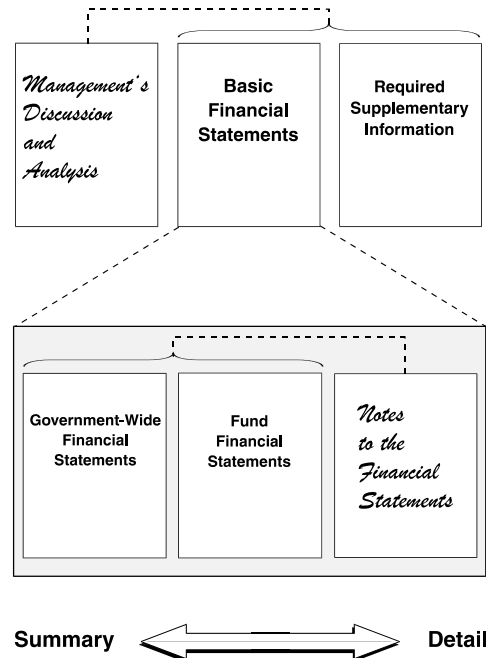 Management's
Discussion
and
Analysis
Basic
Financial
Statements
Required
Supplementary
Information
Government-Wide
Financial
Statements
Fund
Financial
Statements
Notes
to the
Financial
Statements
Summary
Detail